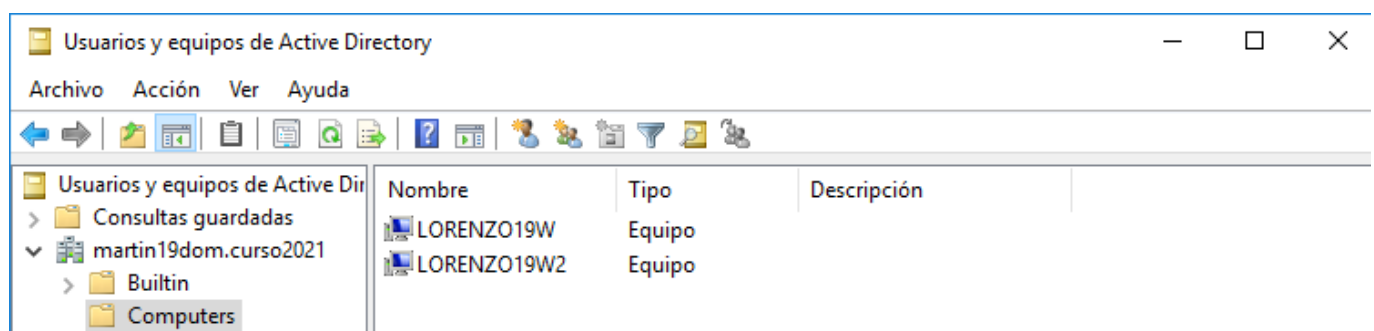 Usuarios y equipos de Active Directory
Archivo Acción Ver Ayuda
Usuarios y equipos de Active Dir
Consultas guardadas
martin19dom.curso2021
Builtin
Computers
Nombre Tipo Descripción
LORENZO19W Equipo
LORENZO19W2 Equipo